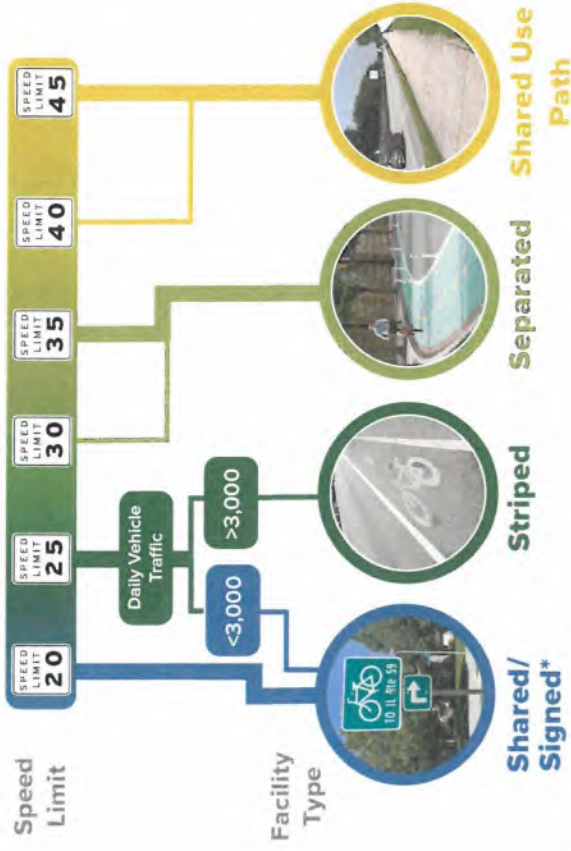 Speed
Limit
SPEED
LIMIT
20
SPEED
LIMIT
25
SPEED
LIMIT
30
SPEED
LIMIT
35
SPEED
LIMIT
40
SPEED
LIMIT
45
Daily Vehicle
Traffic
<3,000
>3,000
Facility
Type
TO IL Rte 59
Shared/
Signed*
Striped
Separated
Shared Use
Path